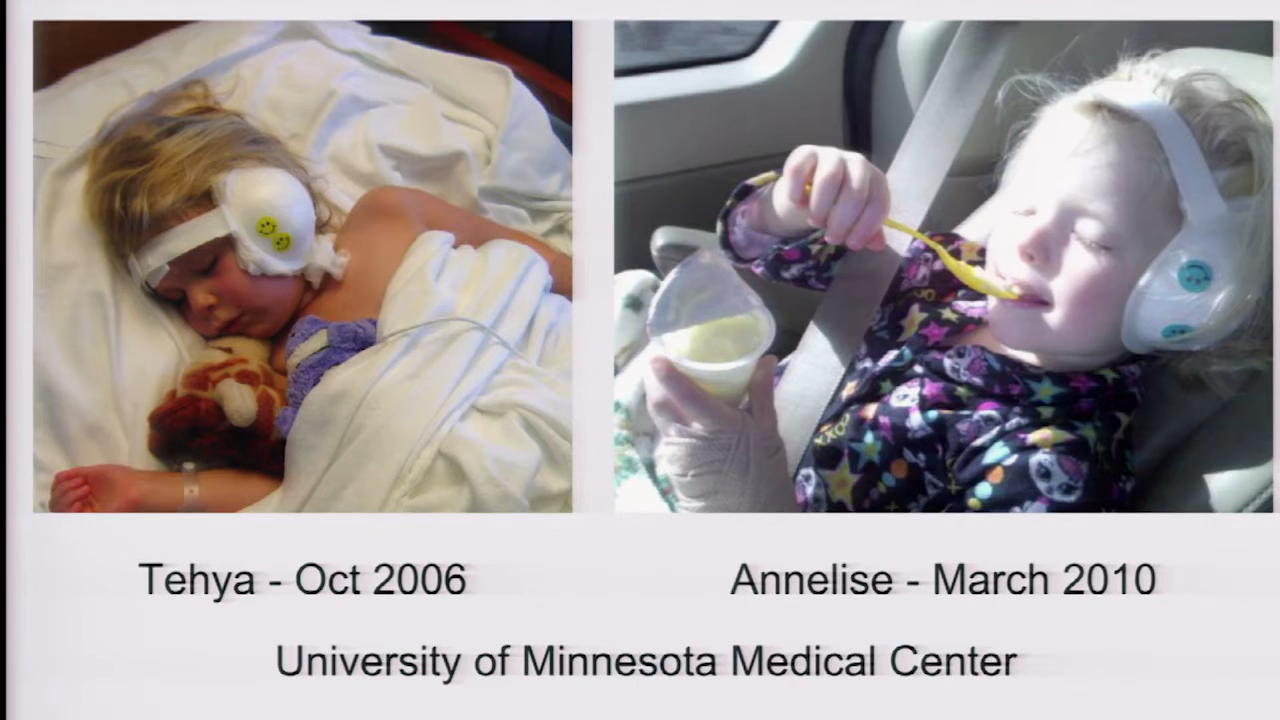 Tehya - Oct 2006
Annelise - March 2010
University of Minnesota Medical Center